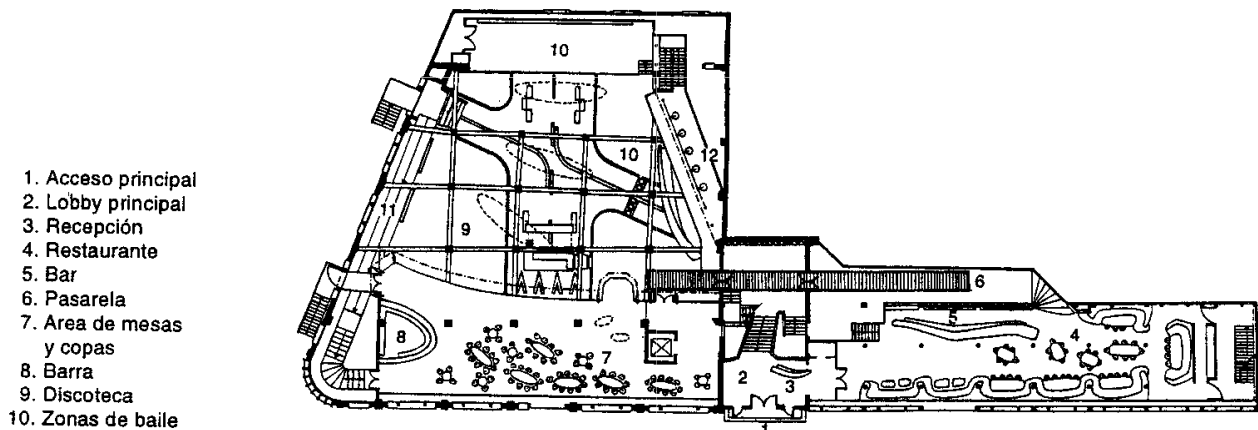 1. Acceso principal
2. Lobby principal
3. Recepción
4. Restaurante
5. Bar
6. Pasarela
7. Area de mesas
y copas
8. Barra
9. Discoteca
10. Zonas de baile
10
10
12
11
9
6
5
4
8
7
2
3
1